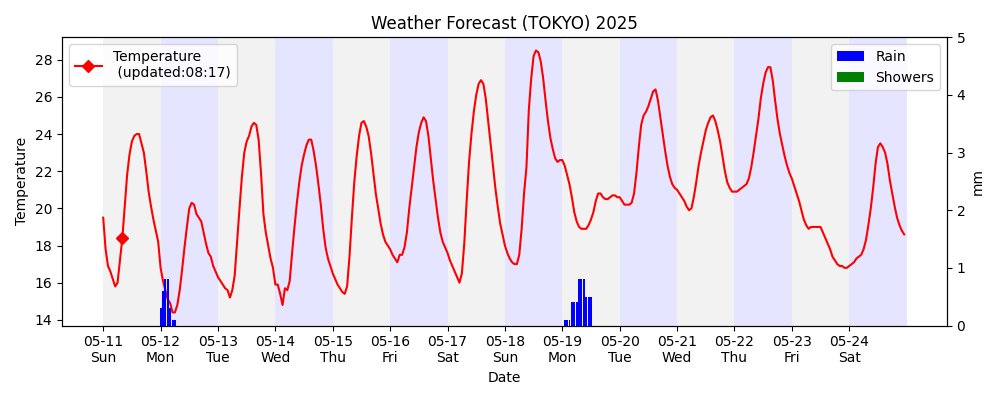 Weather Forecast (TOKYO) 2025
Temperature
(updated:08:17)
Rain
Showers
Temperature
28
26
24
22
20
18
16
14
5
4
3
2
1
0
mm
05-11 05-12 05-13 05-14 05-15 05-16 05-17 05-18 05-19 05-20 05-21 05-22 05-23 05-24
Sun Mon Tue Wed Thu Fri Sat Sun Mon Tue Wed Thu Fri Sat
Date